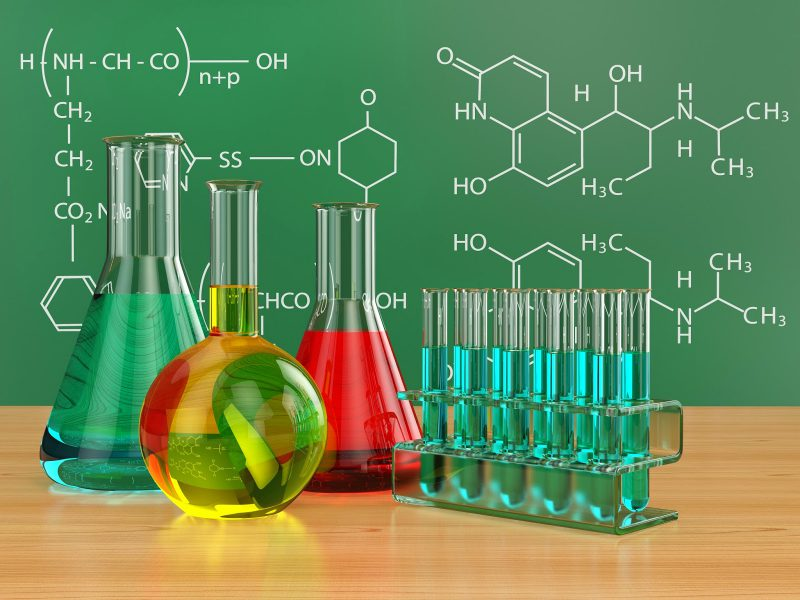 H - NH - CH - CO OH
n+p
CH₂
CH₂
SS ON
O
CO₂ N O₂Na
CHCO OH
O
OH
H
H
N
CH₃
HN
H
CH₃
HO
H₃C
HO
H₃C
CH₃
H
N
H
CH₃